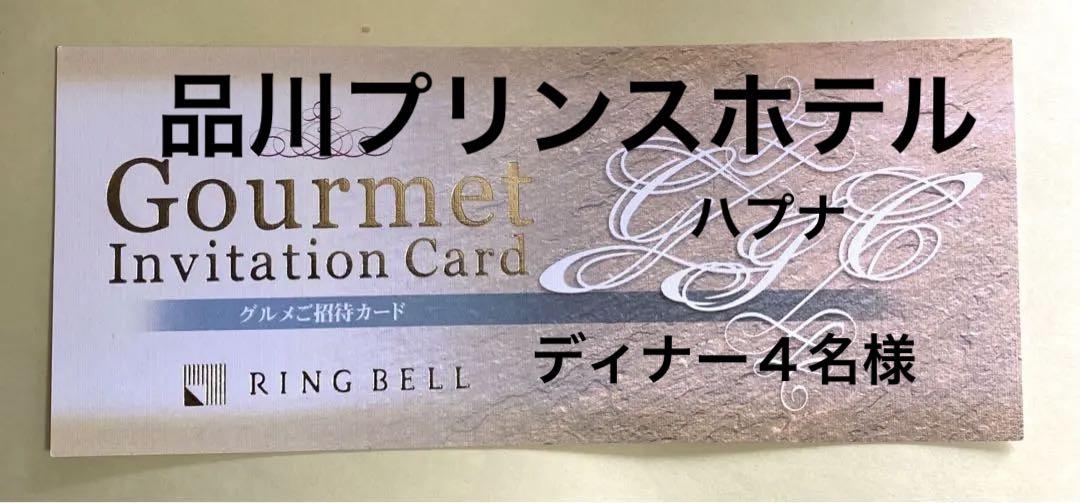 品川プリンスホテル
Gourmet
ハプナ
Invitation Card
グルメご招待カード
ディナー4名様
RING BELL